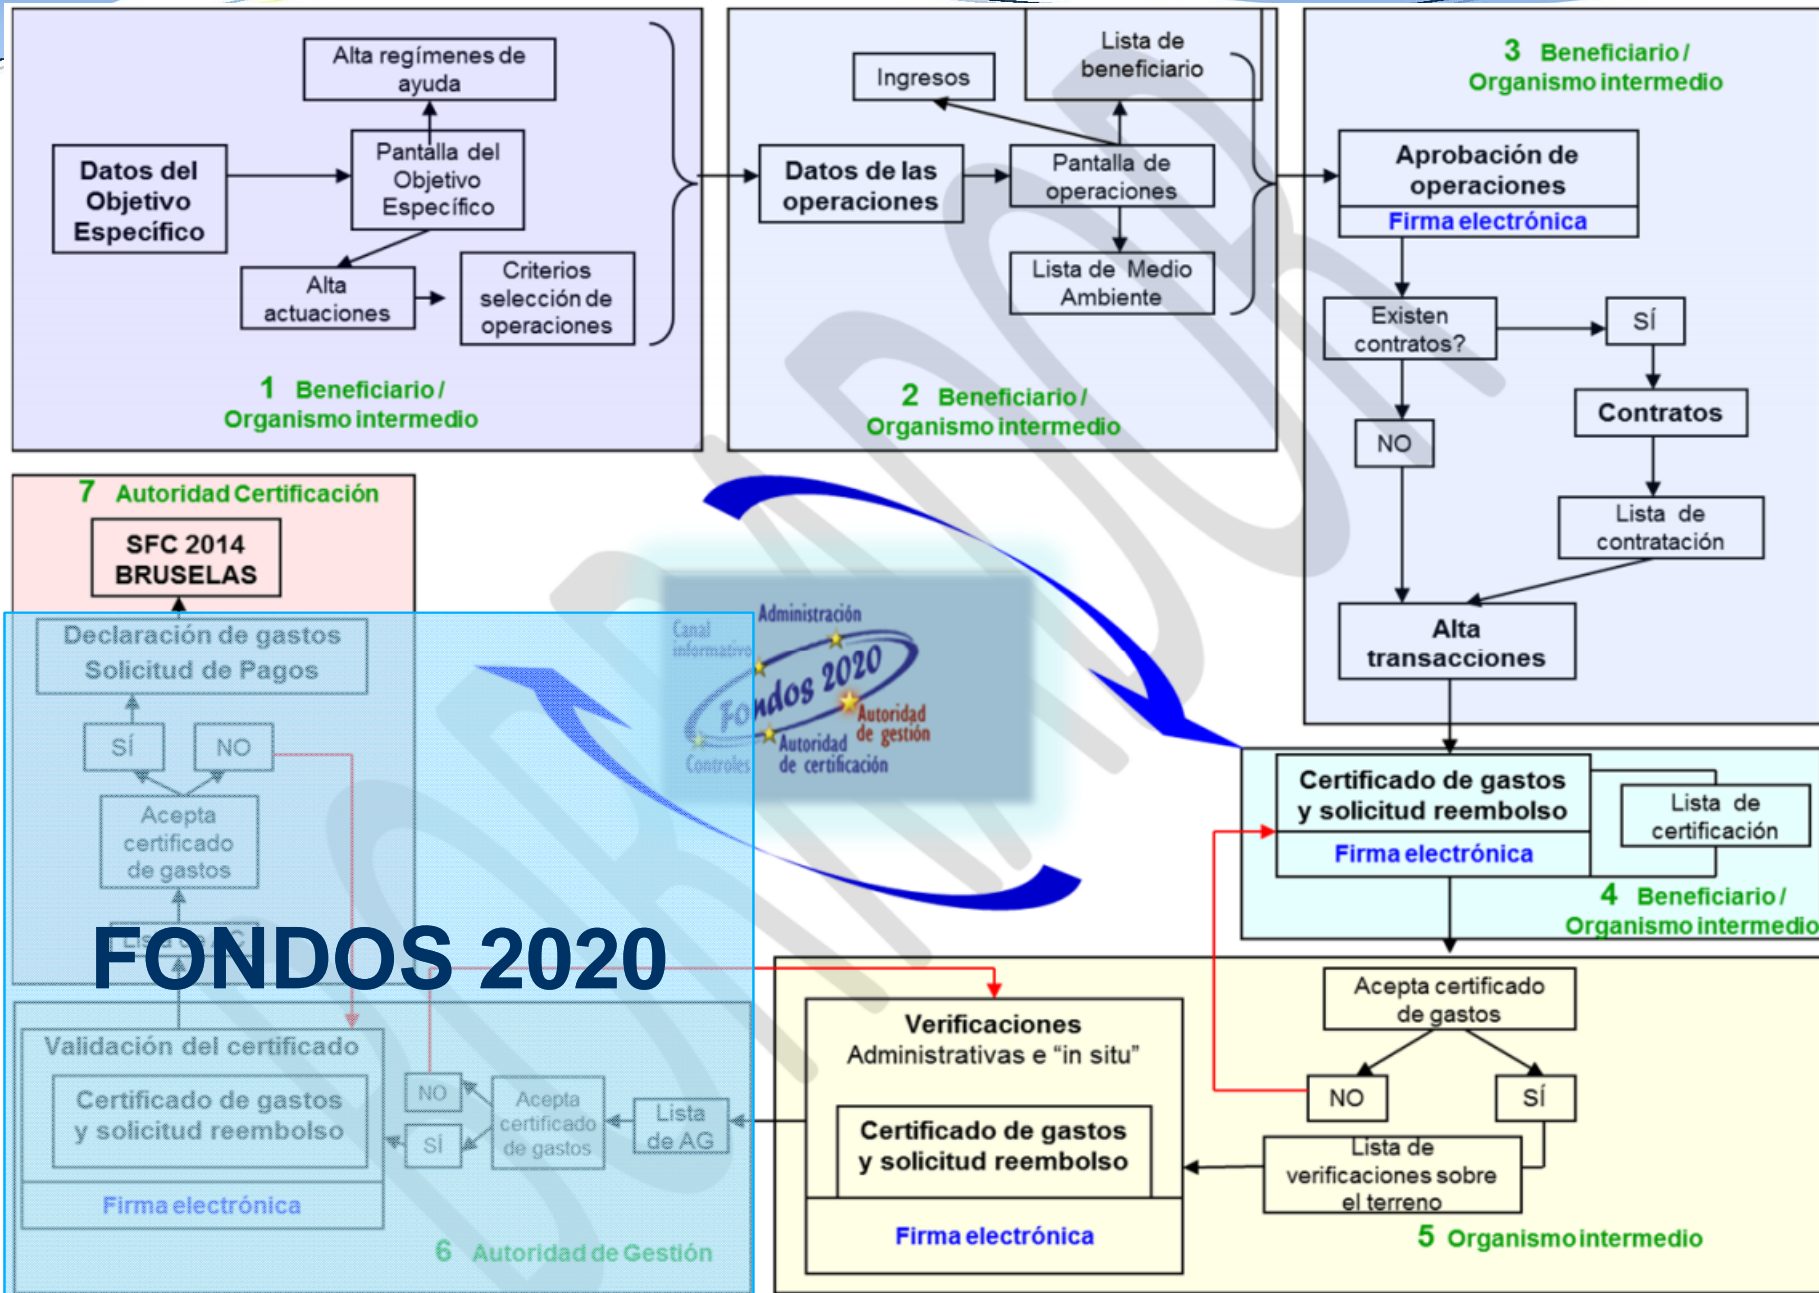 Alta regímenes de
ayuda
Datos del
Objetivo
Específico
Pantalla del
Objetivo
Específico
Alta
actuaciones
Criterios
selección de
operaciones
1 Beneficiario /
Organismo intermedio
Ingresos
Lista de
beneficiario
Datos de las
operaciones
Pantalla de
operaciones
Lista de Medio
Ambiente
2 Beneficiario /
Organismo intermedio
3 Beneficiario /
Organismo intermedio
Aprobación de
operaciones
Firma electrónica
Existen
contratos?
SÍ
NO
Contratos
Lista de
contratación
Alta
transacciones
Certificado de gastos
y solicitud reembolso
Firma electrónica
Lista de
certificación
4 Beneficiario /
Organismo intermedio
Acepta certificado
de gastos
NO
SÍ
Lista de
verificaciones sobre
el terreno
5 Organismo intermedio
Verificaciones
Administrativas e “in situ”
Certificado de gastos
y solicitud reembolso
Firma electrónica
Lista
de AG
Acepta
certificado
de gastos
NO
SÍ
Validación del certificado
Certificado de gastos
y solicitud reembolso
Firma electrónica
6 Autoridad de Gestión
7 Autoridad Certificación
SFC 2014
BRUSELAS
Declaración de gastos
Solicitud de Pagos
SÍ
NO
Acepta
certificado
de gastos
Lista de AC
FONDOS 2020
Administración
Canal
informativo
Fondos 2020
Autoridad
de gestión
Autoridad
de certificación
Controles
BORRADOR